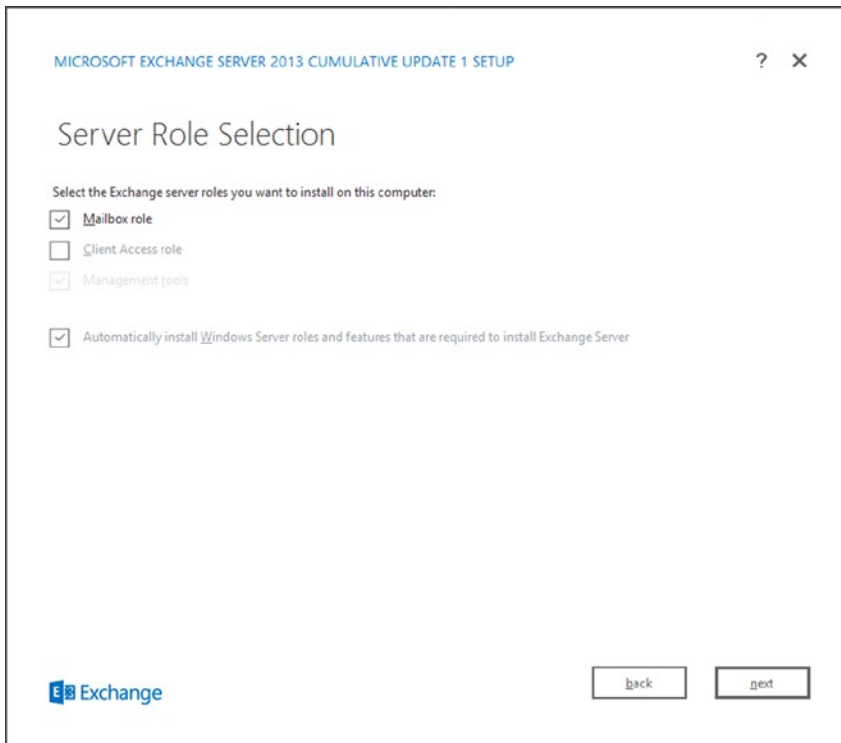 MICROSOFT EXCHANGE SERVER 2013 CUMULATIVE UPDATE 1 SETUP
?
Server Role Selection
Select the Exchange server roles you want to install on this computer:
Mailbox role
Client Access role
Management tools
Automatically install Windows Server roles and features that are required to install Exchange Server
Exchange
back
next